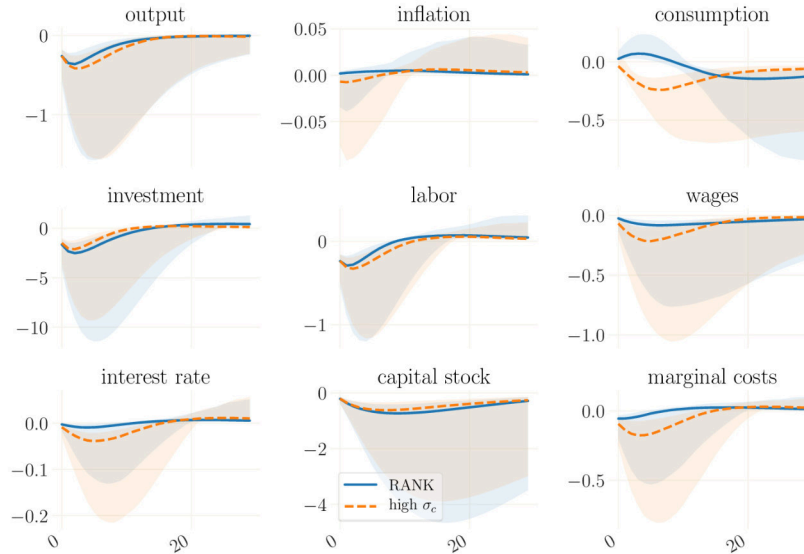 output
inflation
consumption
0
−1
0.05
0.00
−0.05
0.0
−0.5
investment
labor
wages
0
−5
−10
0
−1
0.0
−0.5
−1.0
interest rate
capital stock
marginal costs
0.0
−0.1
−0.2
0
−2
−4
0.0
−0.5
RANK
high σc
0
20
0
20
0
20